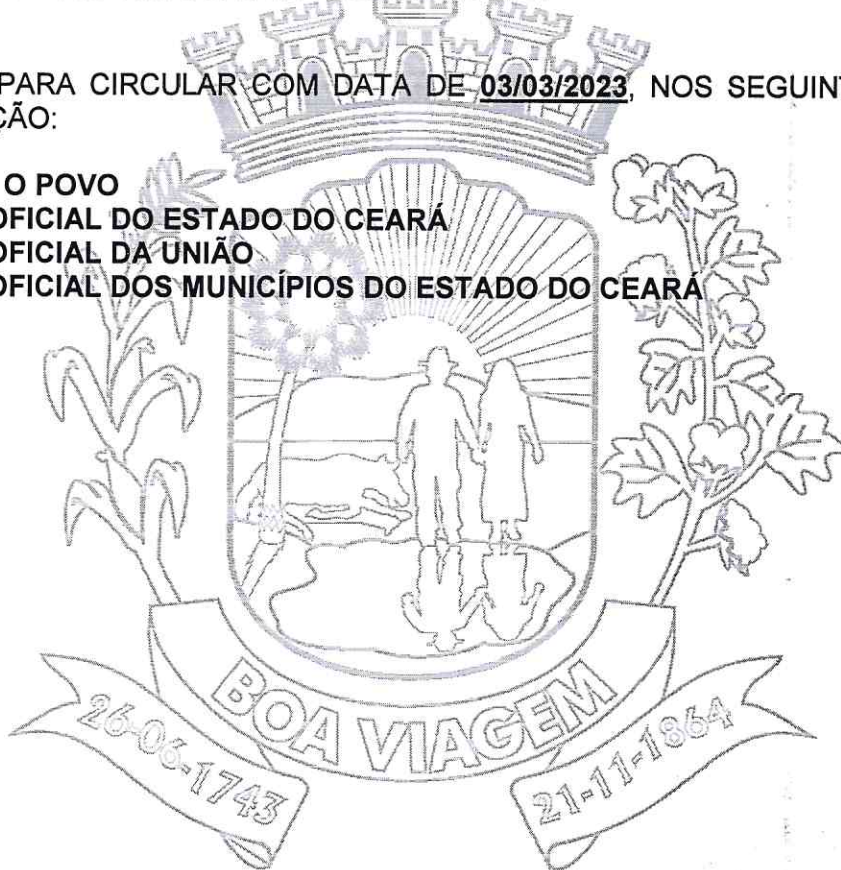 PARA CIRCULAR COM DATA DE 03/03/2023, NOS SEGUINT
ÇÃO:
O POVO
OFICIAL DO ESTADO DO CEARÁ
OFICIAL DA UNIÃO
OFICIAL DOS MUNICÍPIOS DO ESTADO DO CEARÁ
BOA VIAGEM
26-06-1743
21-11-1864